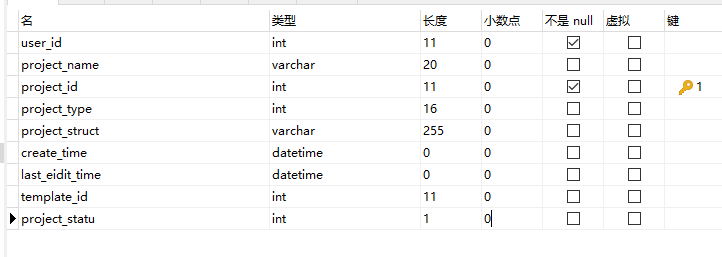 名 类型 长度 小数点 不是 null 虚拟 键
user_id int 11 0
project_name varchar 20 0
project_id int 11 0 1
project_type int 16 0
project_struct varchar 255 0
create_time datetime 0 0
last_eidit_time datetime 0 0
template_id int 11 0
project_statu int 1 0